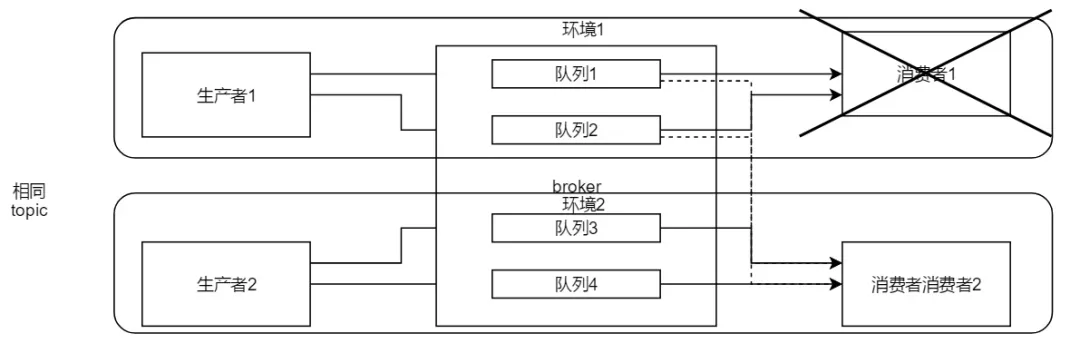 环境1
生产者1
队列1
消费者1
队列2
相同
topic
broker
环境2
队列3
生产者2
队列4
消费者消费者2